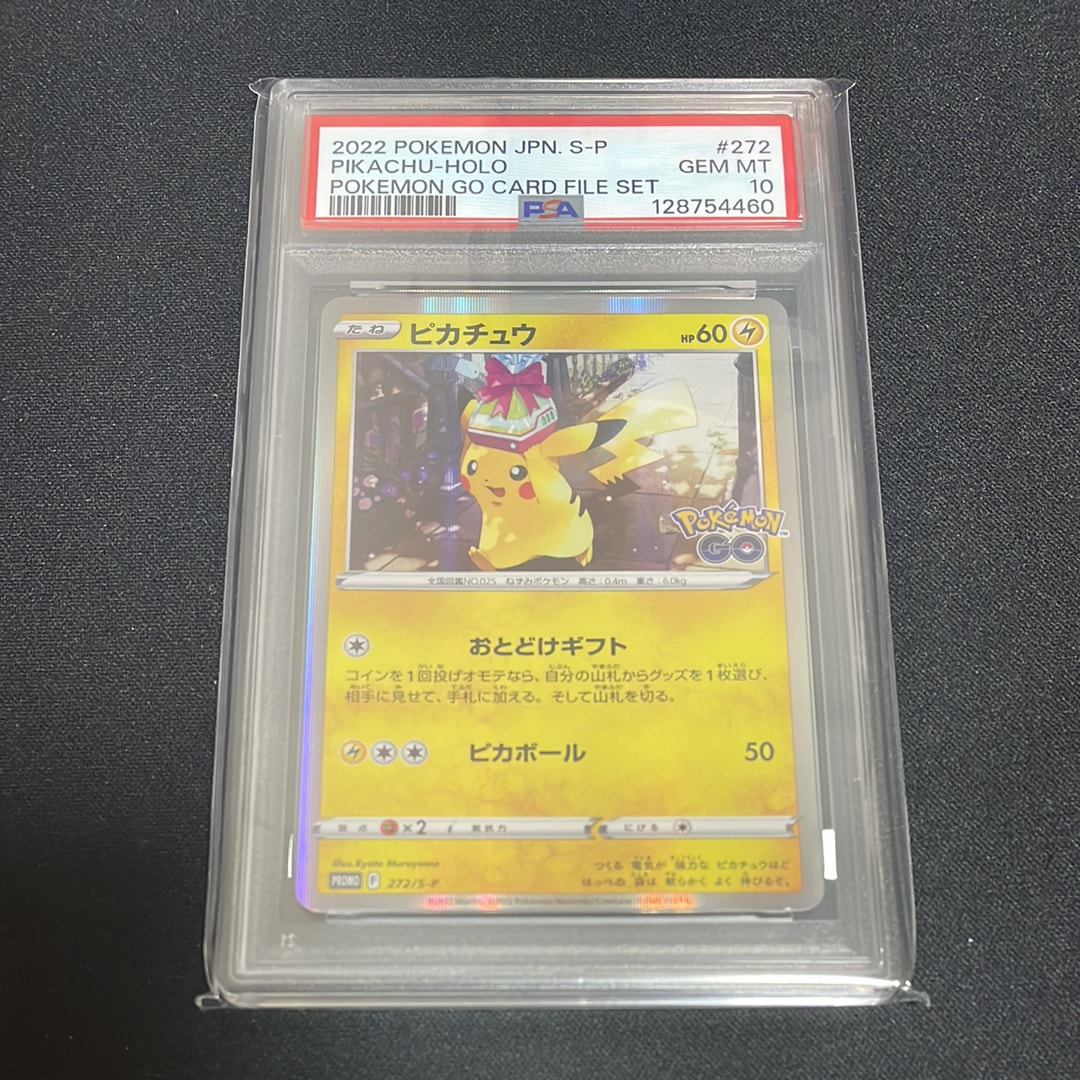 2022 POKEMON JPN. S-P #272
PIKACHU-HOLO GEM MT
POKEMON GO CARD FILE SET 10
PSA 128754460
たね ピカチュウ HP60
Pokémon GO
全国図鑑NO.025 ねずみポケモン 高さ:0.4m 重さ:6.0kg
おとどけギフト
コインを1回投げオモテなら、自分の山札からグッズを1枚選び、
相手に見せて、手札に加える。そして山札を切る。
ピカボール 50
弱点 ×2 抵抗力 にげる
Illus.Ryota Murayama
つくる 電気が 強力な ピカチュウほど
ほっぺの 袋は 軟らかく よく 伸びるぞ。
PROMO F 272/S-P